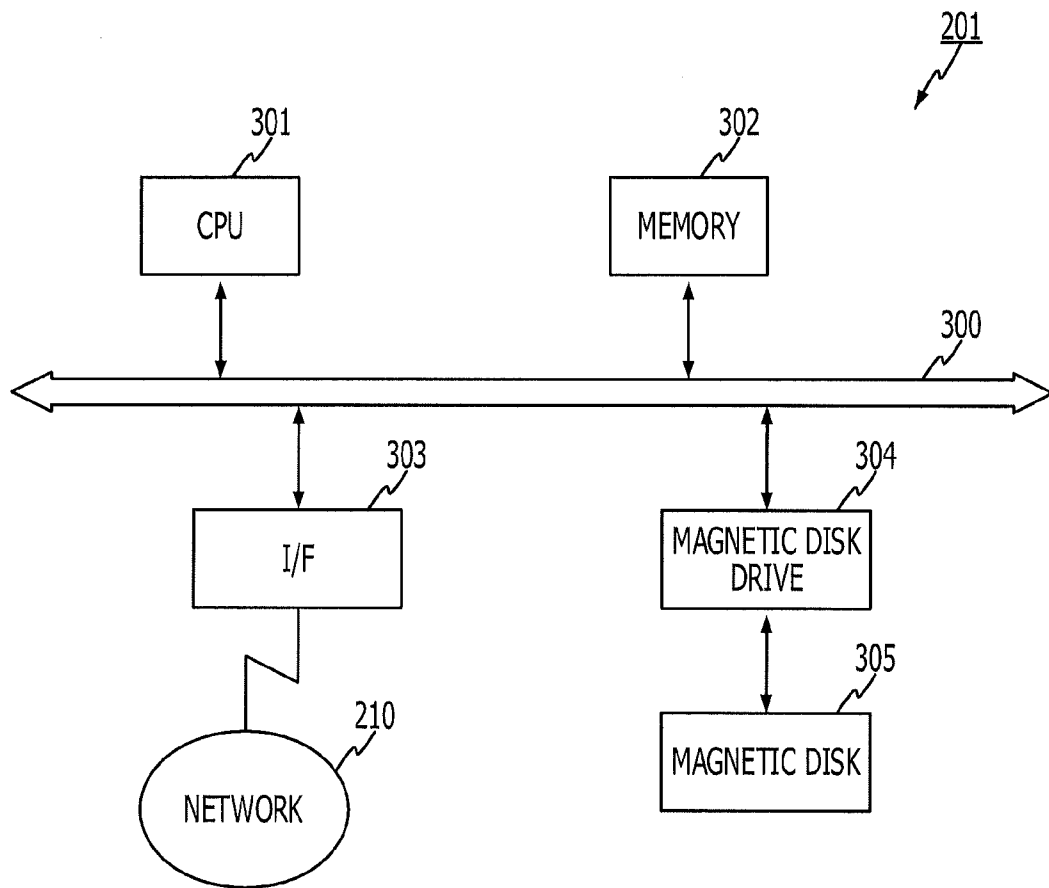 201
301
302
CPU
MEMORY
300
303
304
I/F
MAGNETIC DISK
DRIVE
305
210
MAGNETIC DISK
NETWORK